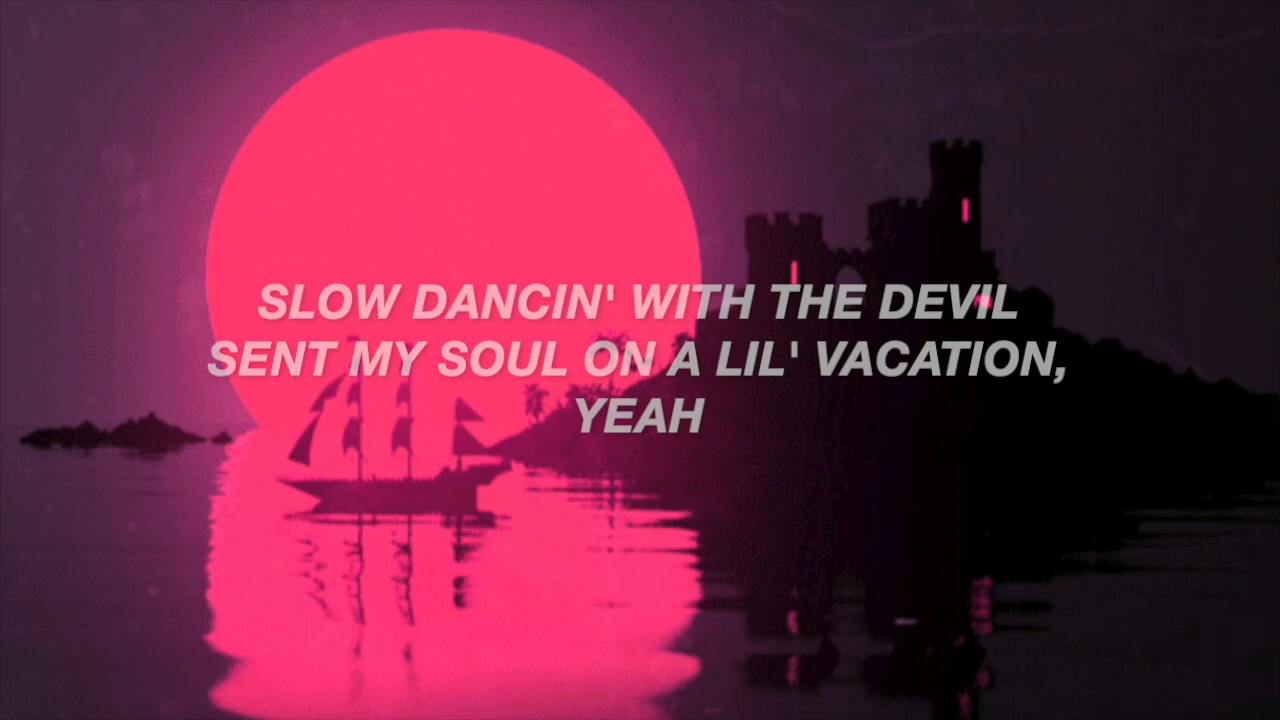 SLOW DANCIN' WITH THE DEVIL
SENT MY SOUL ON A LIL' VACATION,
YEAH